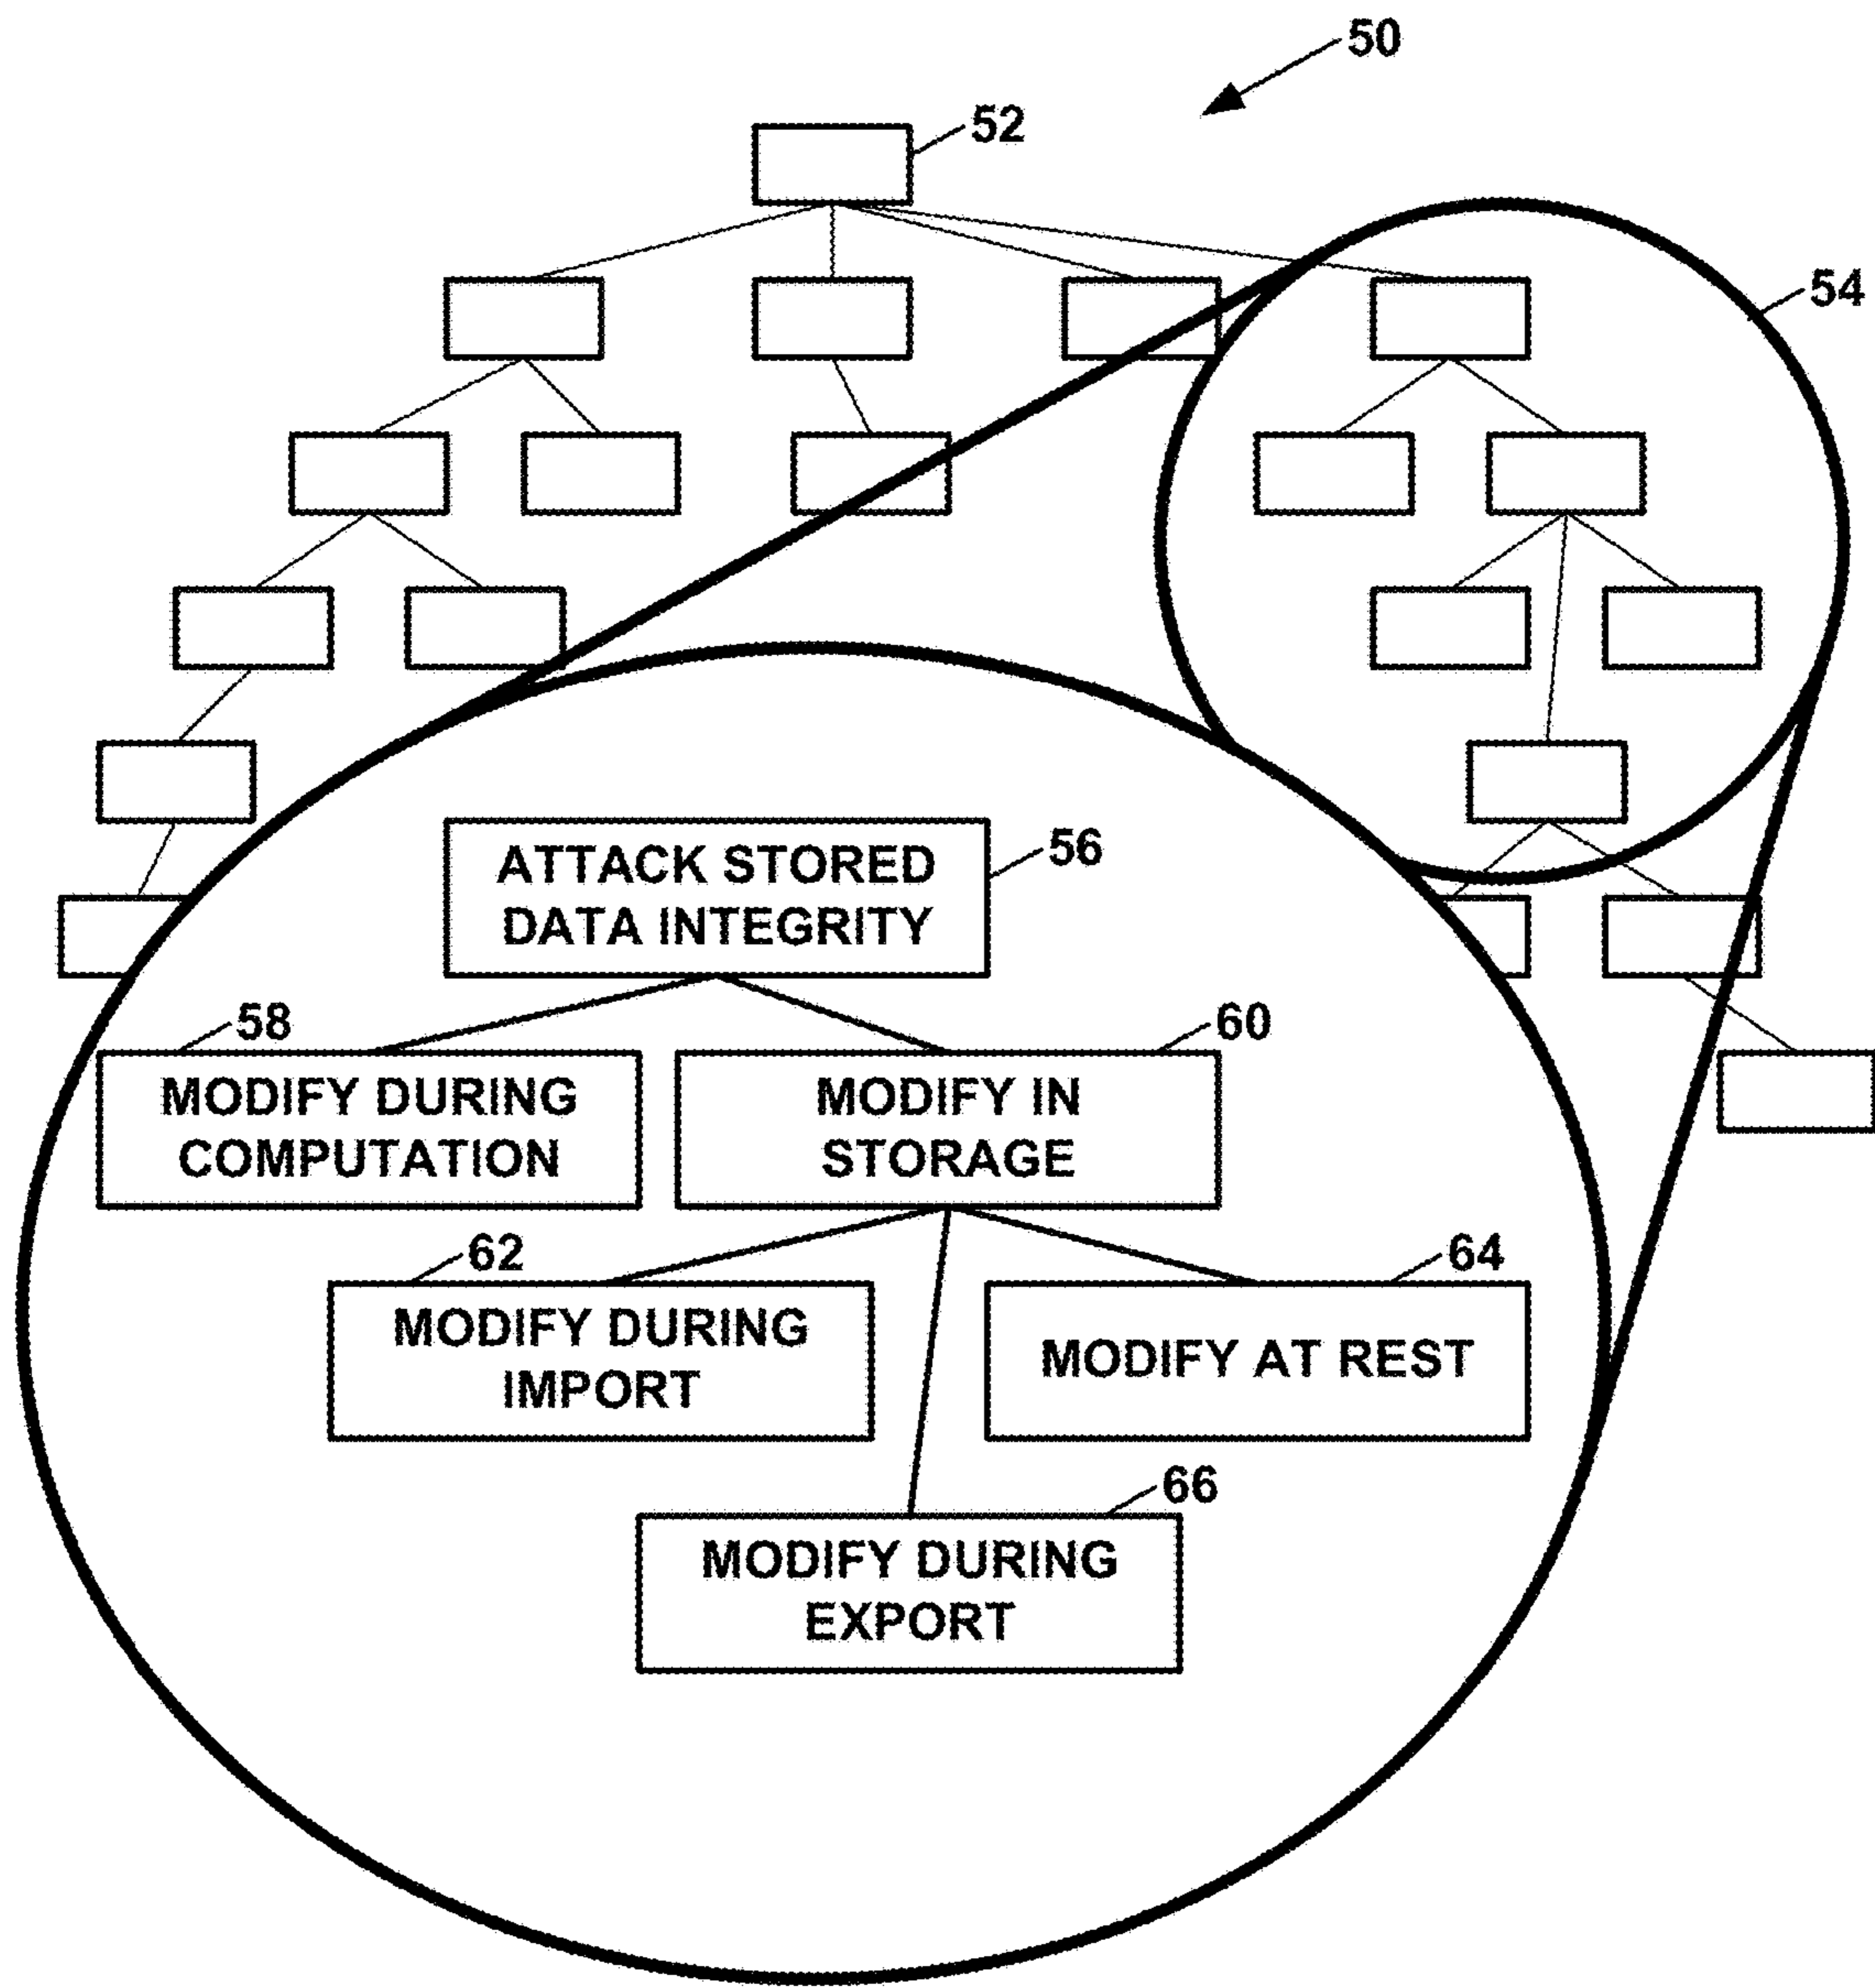 50
52
54
ATTACK STORED
DATA INTEGRITY
56
58
60
MODIFY DURING
COMPUTATION
MODIFY IN
STORAGE
62
64
MODIFY DURING
IMPORT
MODIFY AT REST
66
MODIFY DURING
EXPORT